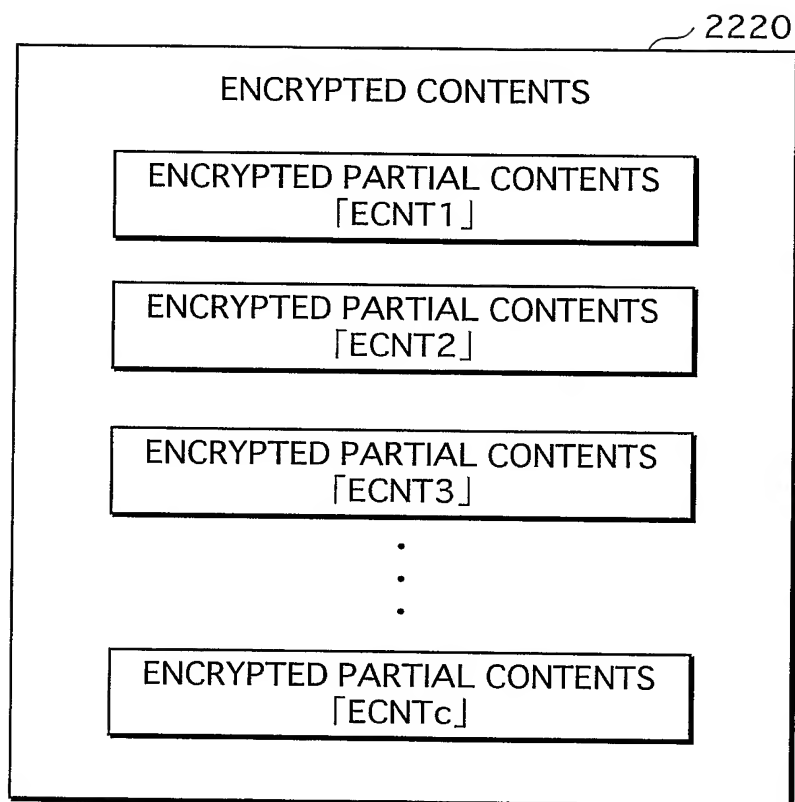 2220
ENCRYPTED CONTENTS
ENCRYPTED PARTIAL CONTENTS
「ECNT1」
ENCRYPTED PARTIAL CONTENTS
「ECNT2」
ENCRYPTED PARTIAL CONTENTS
「ECNT3」
ENCRYPTED PARTIAL CONTENTS
「ECNTc」